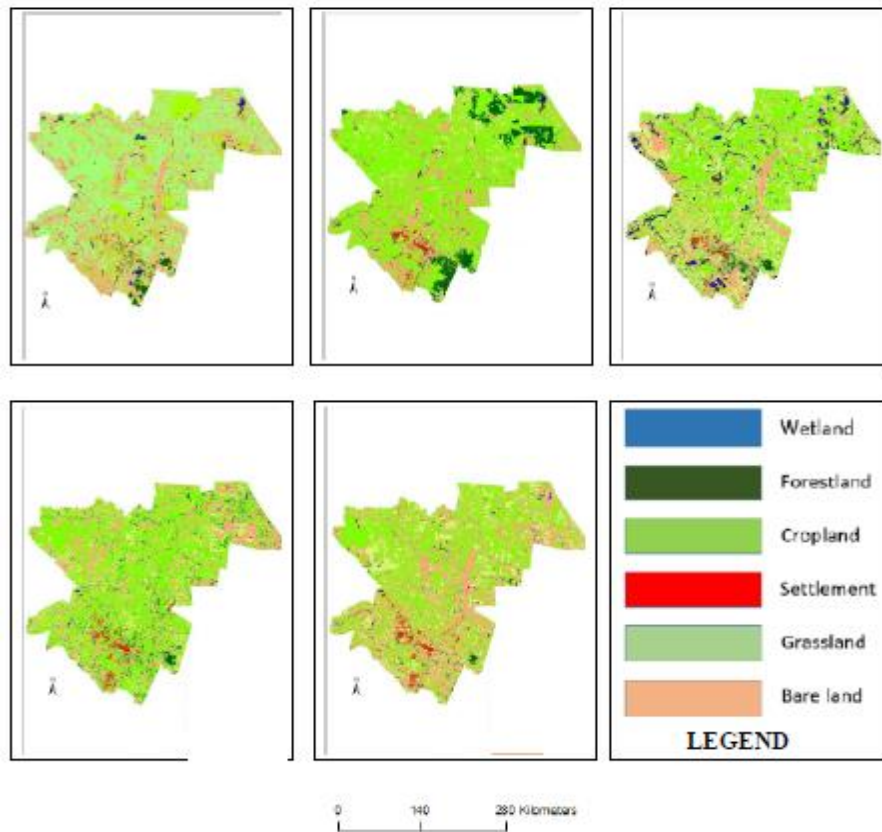 Wetland
Forestland
Cropland
Settlement
Grassland
Bare land
LEGEND
0 140 280 Kilometers